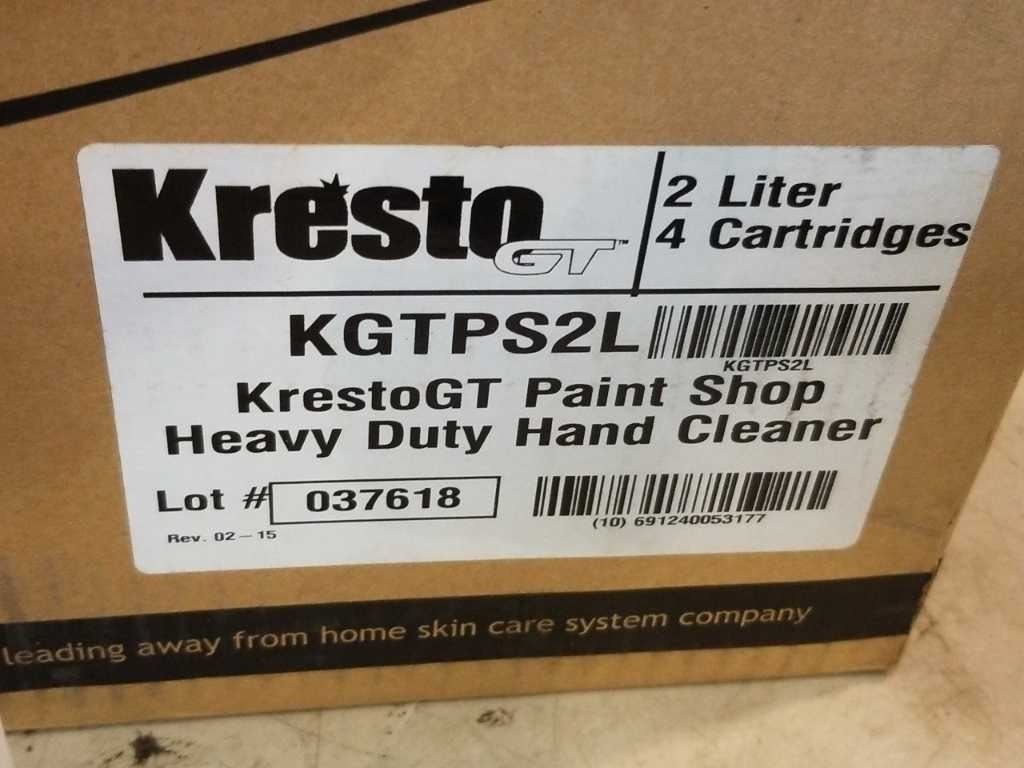 Kresto GT™
2 Liter
4 Cartridges
KGTPS2L
KGTPS2L
KrestoGT Paint Shop
Heavy Duty Hand Cleaner
Lot # 037618
(10) 691240053177
Rev. 02-15
leading away from home skin care system company